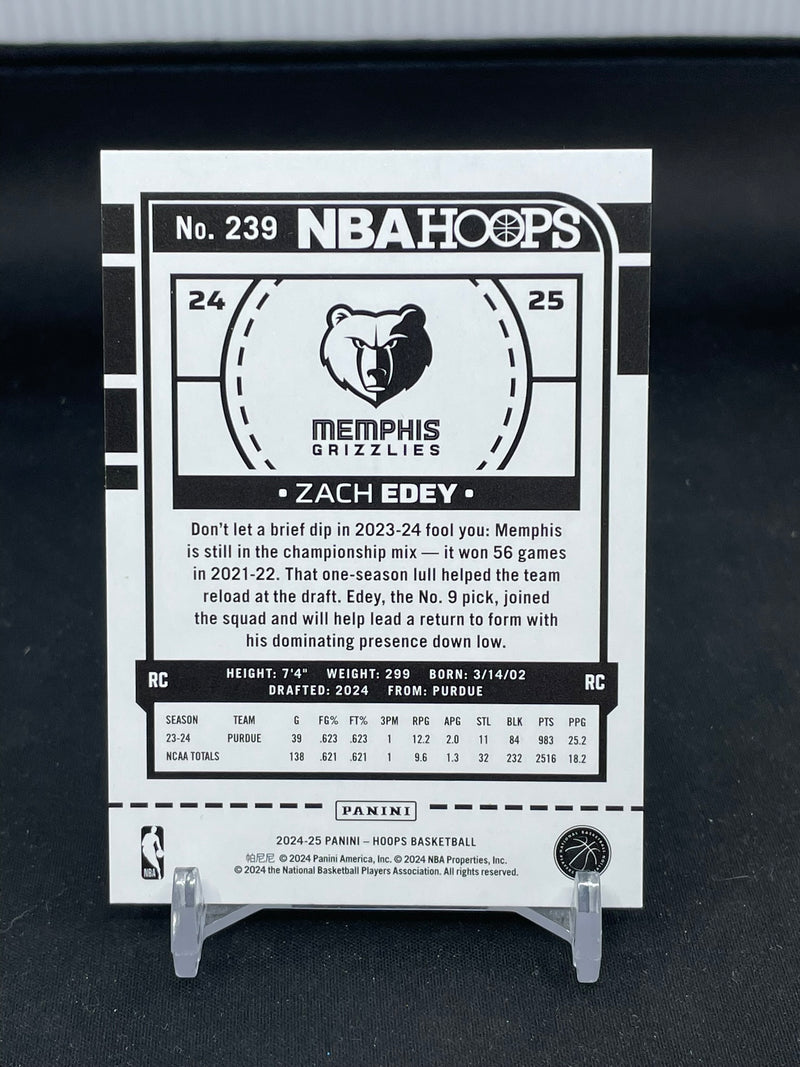 No. 239 NBA HOOPS
24 25
MEMPHIS
GRIZZLIES
• ZACH EDEY •
Don't let a brief dip in 2023-24 fool you: Memphis
is still in the championship mix — it won 56 games
in 2021-22. That one-season lull helped the team
reload at the draft. Edey, the No. 9 pick, joined
the squad and will help lead a return to form with
his dominating presence down low.
RC HEIGHT: 7'4" WEIGHT: 299 BORN: 3/14/02 RC
DRAFTED: 2024 FROM: PURDUE
SEASON TEAM G FG% FT% 3PM RPG APG STL BLK PTS PPG
23-24 PURDUE 39 .623 .623 1 12.2 2.0 11 84 983 25.2
NCAA TOTALS 138 .621 .621 1 9.6 1.3 32 232 2516 18.2
PANINI
2024-25 PANINI – HOOPS BASKETBALL
帕尼尼 © 2024 Panini America, Inc. © 2024 NBA Properties, Inc.
© 2024 the National Basketball Players Association. All rights reserved.
NBA